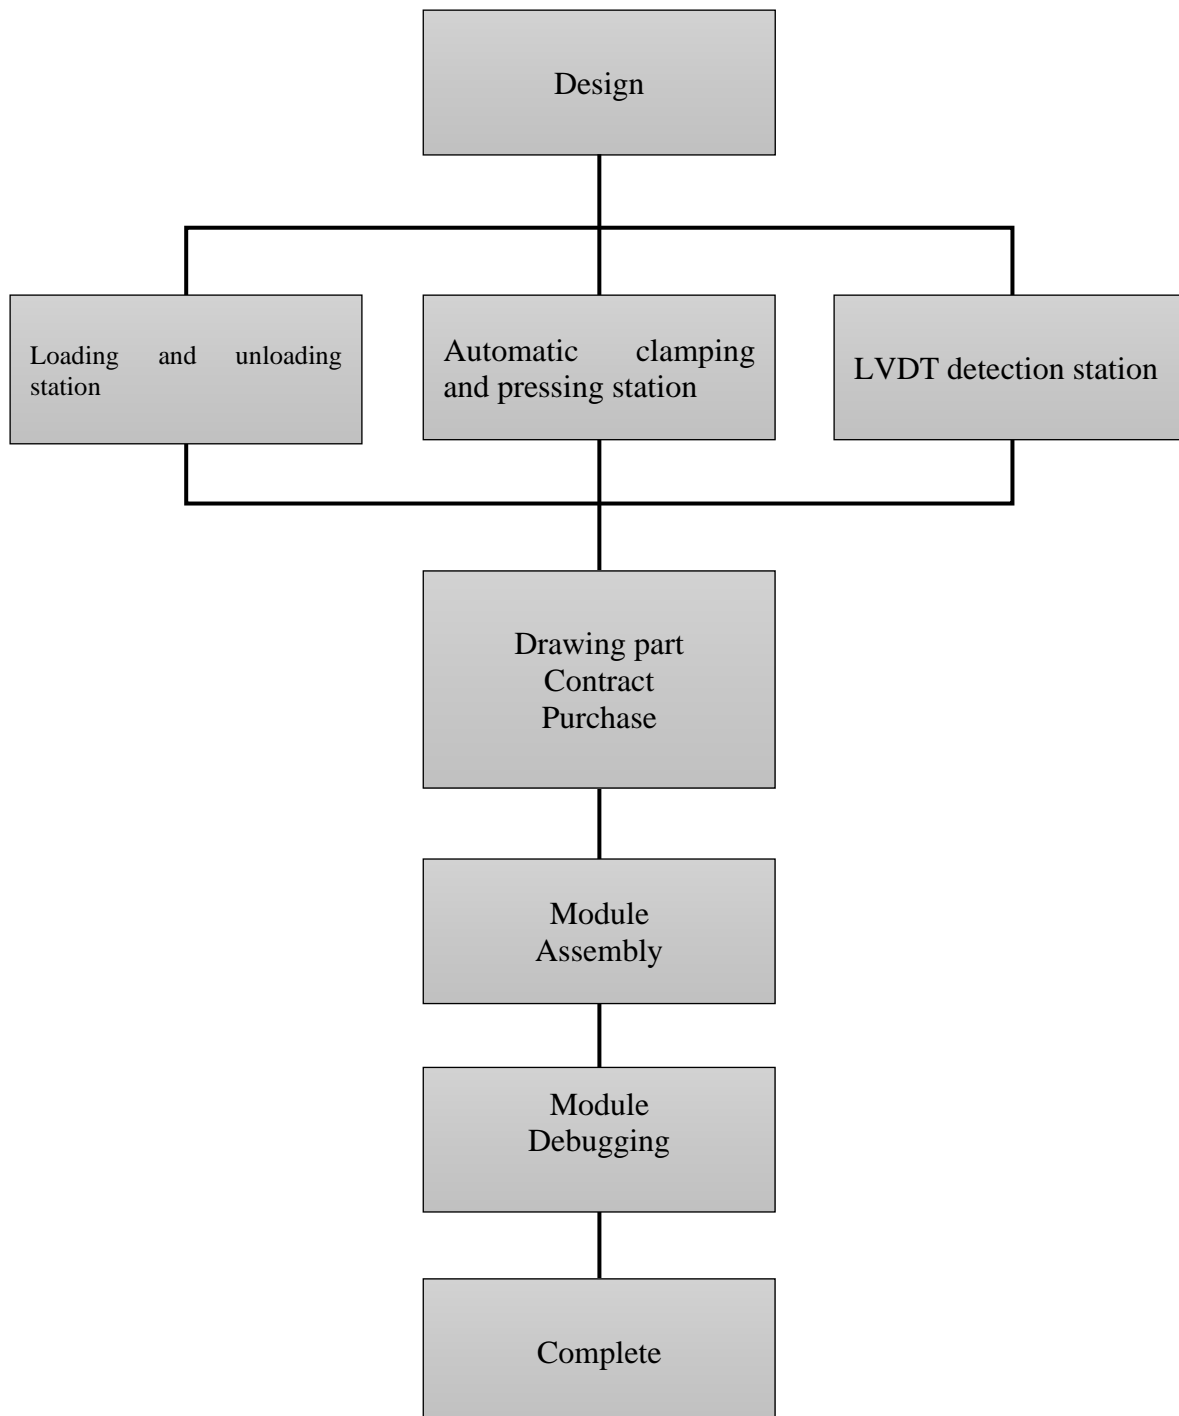 Design
Loading and unloading
station
Automatic clamping
and pressing station
LVDT detection station
Drawing part
Contract
Purchase
Module
Assembly
Module
Debugging
Complete